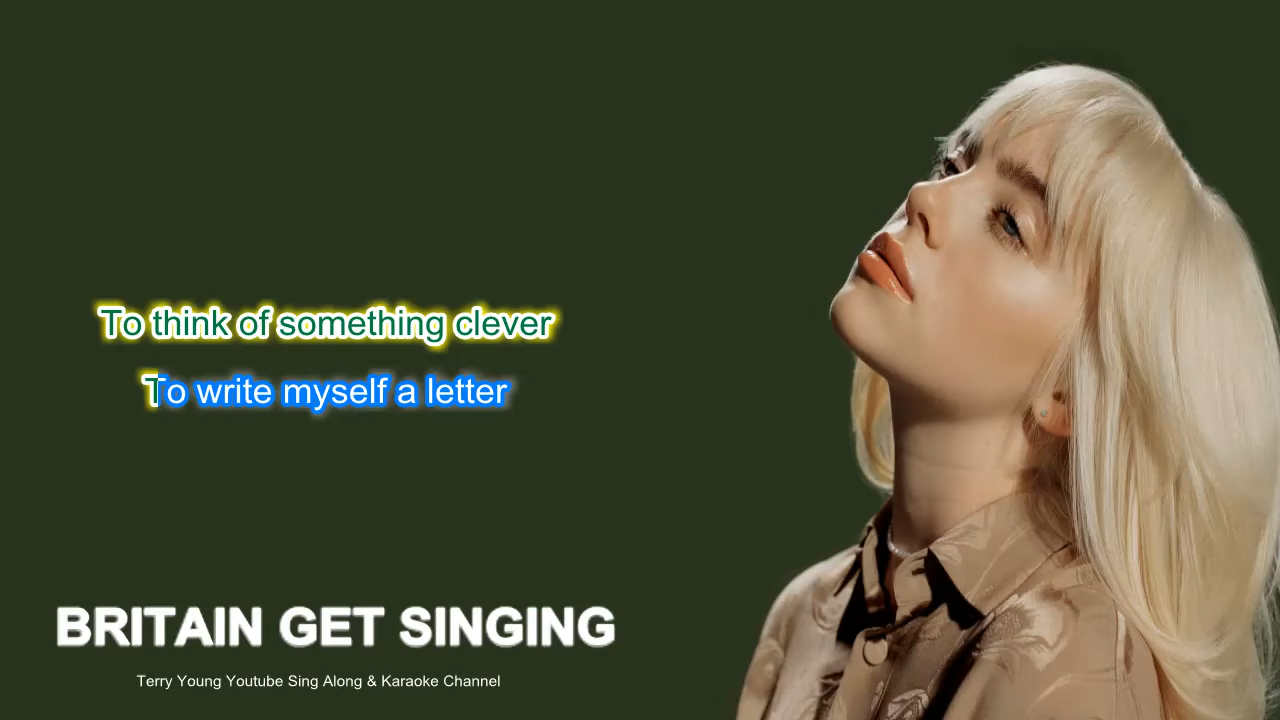 To think of something clever
To write myself a letter
BRITAIN GET SINGING
Terry Young Youtube Sing Along & Karaoke Channel